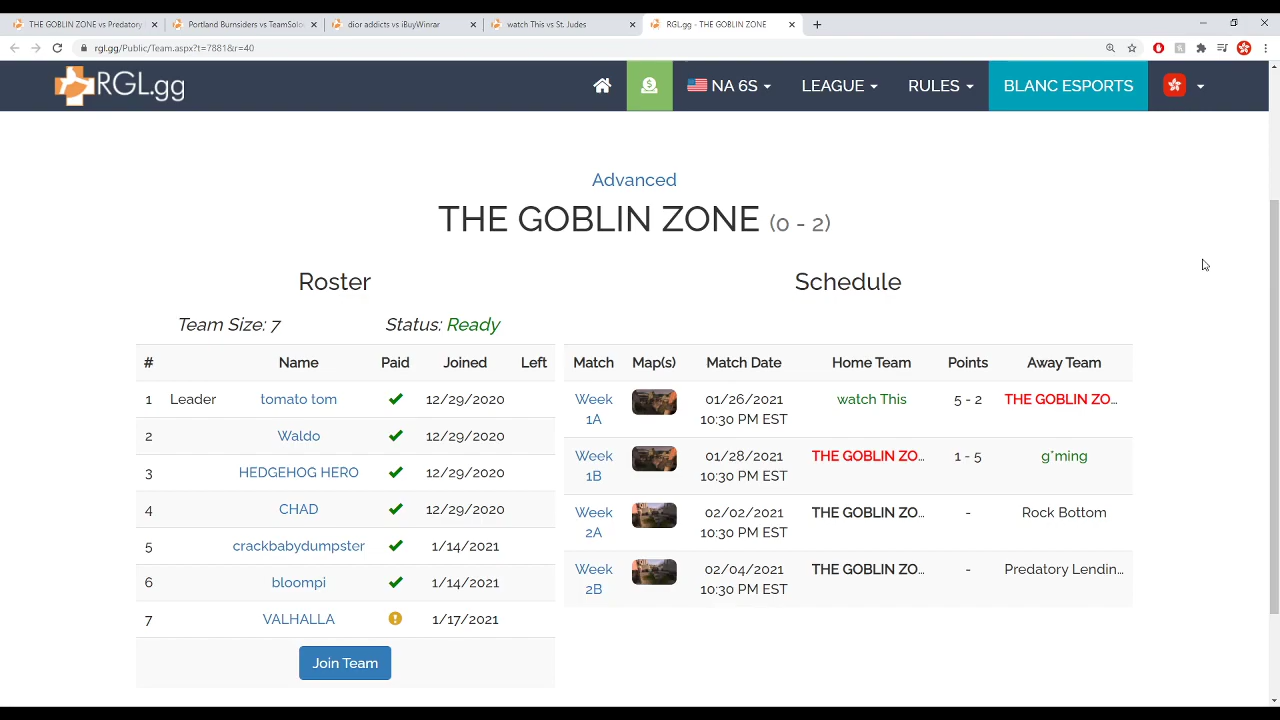 THE GOBLIN ZONE vs Predatory
Portland Burnsiders vs TeamSolo
dior addicts vs iBuyWinrar
watch This vs St. Judes
RGL.gg - THE GOBLIN ZONE
rgl.gg/Public/Team.aspx?t=7881&r=40
RGL.gg
NA 6S
LEAGUE
RULES
BLANC ESPORTS
Advanced
THE GOBLIN ZONE (0 - 2)
Roster
Team Size: 7 Status: Ready
# Name Paid Joined Left
1 Leader tomato tom 12/29/2020
2 Waldo 12/29/2020
3 HEDGEHOG HERO 12/29/2020
4 CHAD 12/29/2020
5 crackbabydumpster 1/14/2021
6 bloompi 1/14/2021
7 VALHALLA 1/17/2021
Join Team
Schedule
Match Map(s) Match Date Home Team Points Away Team
Week 01/26/2021 watch This 5 - 2 THE GOBLIN ZO...
1A 10:30 PM EST
Week 01/28/2021 THE GOBLIN ZO... 1 - 5 g*ming
1B 10:30 PM EST
Week 02/02/2021 THE GOBLIN ZO... - Rock Bottom
2A 10:30 PM EST
Week 02/04/2021 THE GOBLIN ZO... - Predatory Lendin...
2B 10:30 PM EST